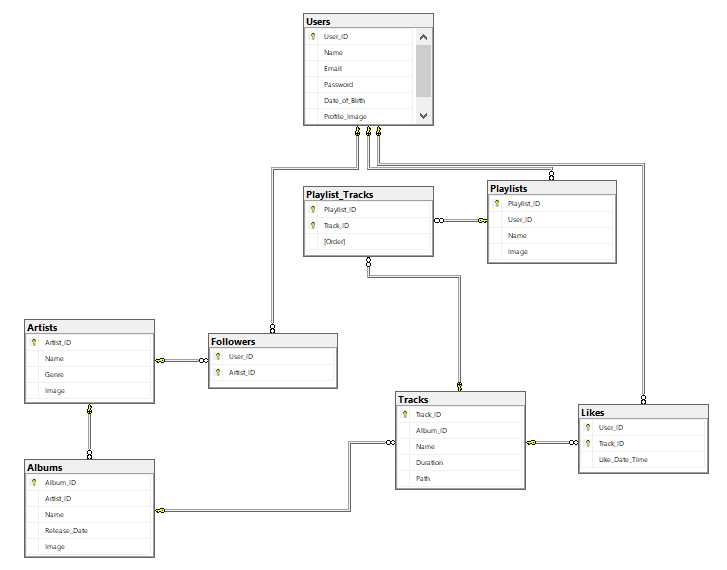 Users
User_ID
Name
Email
Password
Date_of_Birth
Profile_Image
Playlist_Tracks
Playlist_ID
Track_ID
[Order]
Playlists
Playlist_ID
User_ID
Name
Image
Artists
Artist_ID
Name
Genre
Image
Followers
User_ID
Artist_ID
Tracks
Track_ID
Album_ID
Name
Duration
Path
Likes
User_ID
Track_ID
Like_Date_Time
Albums
Album_ID
Artist_ID
Name
Release_Date
Image